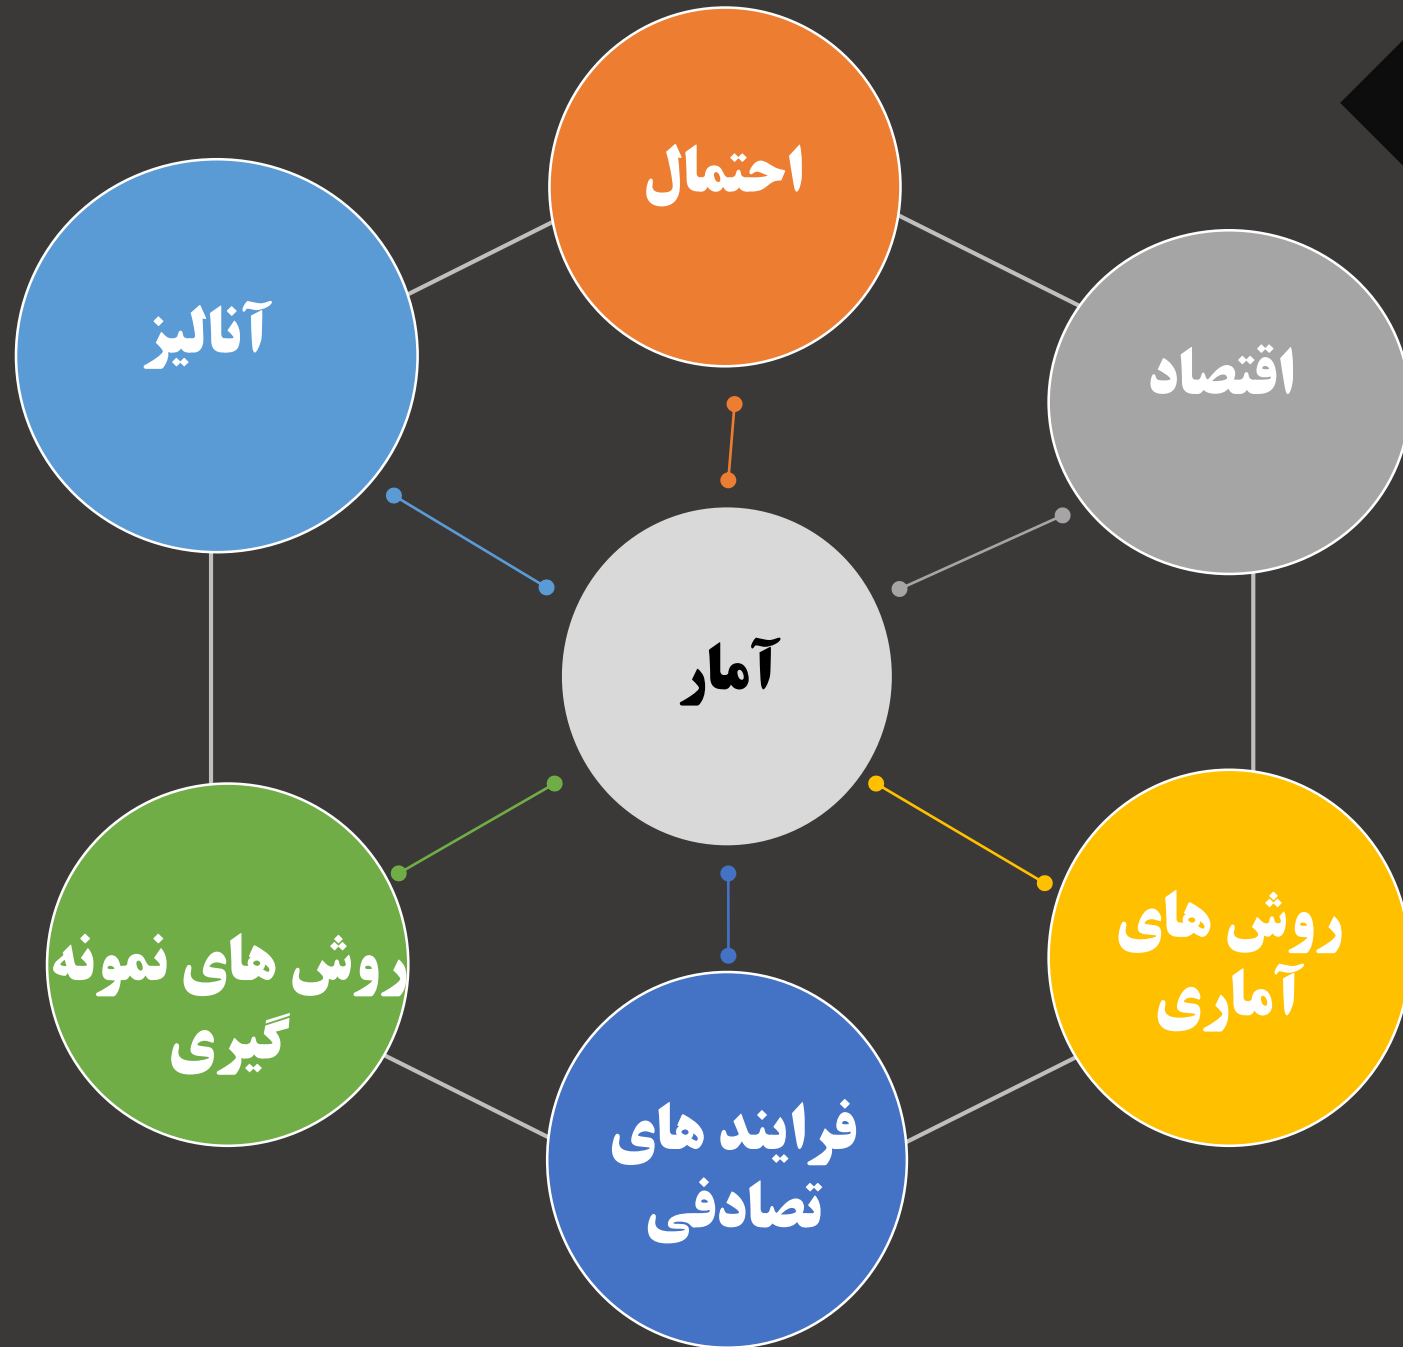 احتمال
آنالیز
اقتصاد
آمار
روش های
آماری
روش های نمونه
گیری
فرایند های
تصادفی